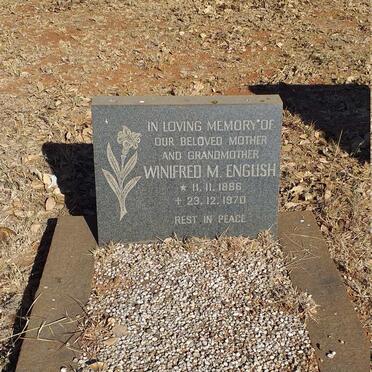 IN LOVING MEMORY OF
OUR BELOVED MOTHER
AND GRANDMOTHER
WINIFRED M. ENGLISH
* 11. 11. 1886
+ 23. 12. 1970
REST IN PEACE